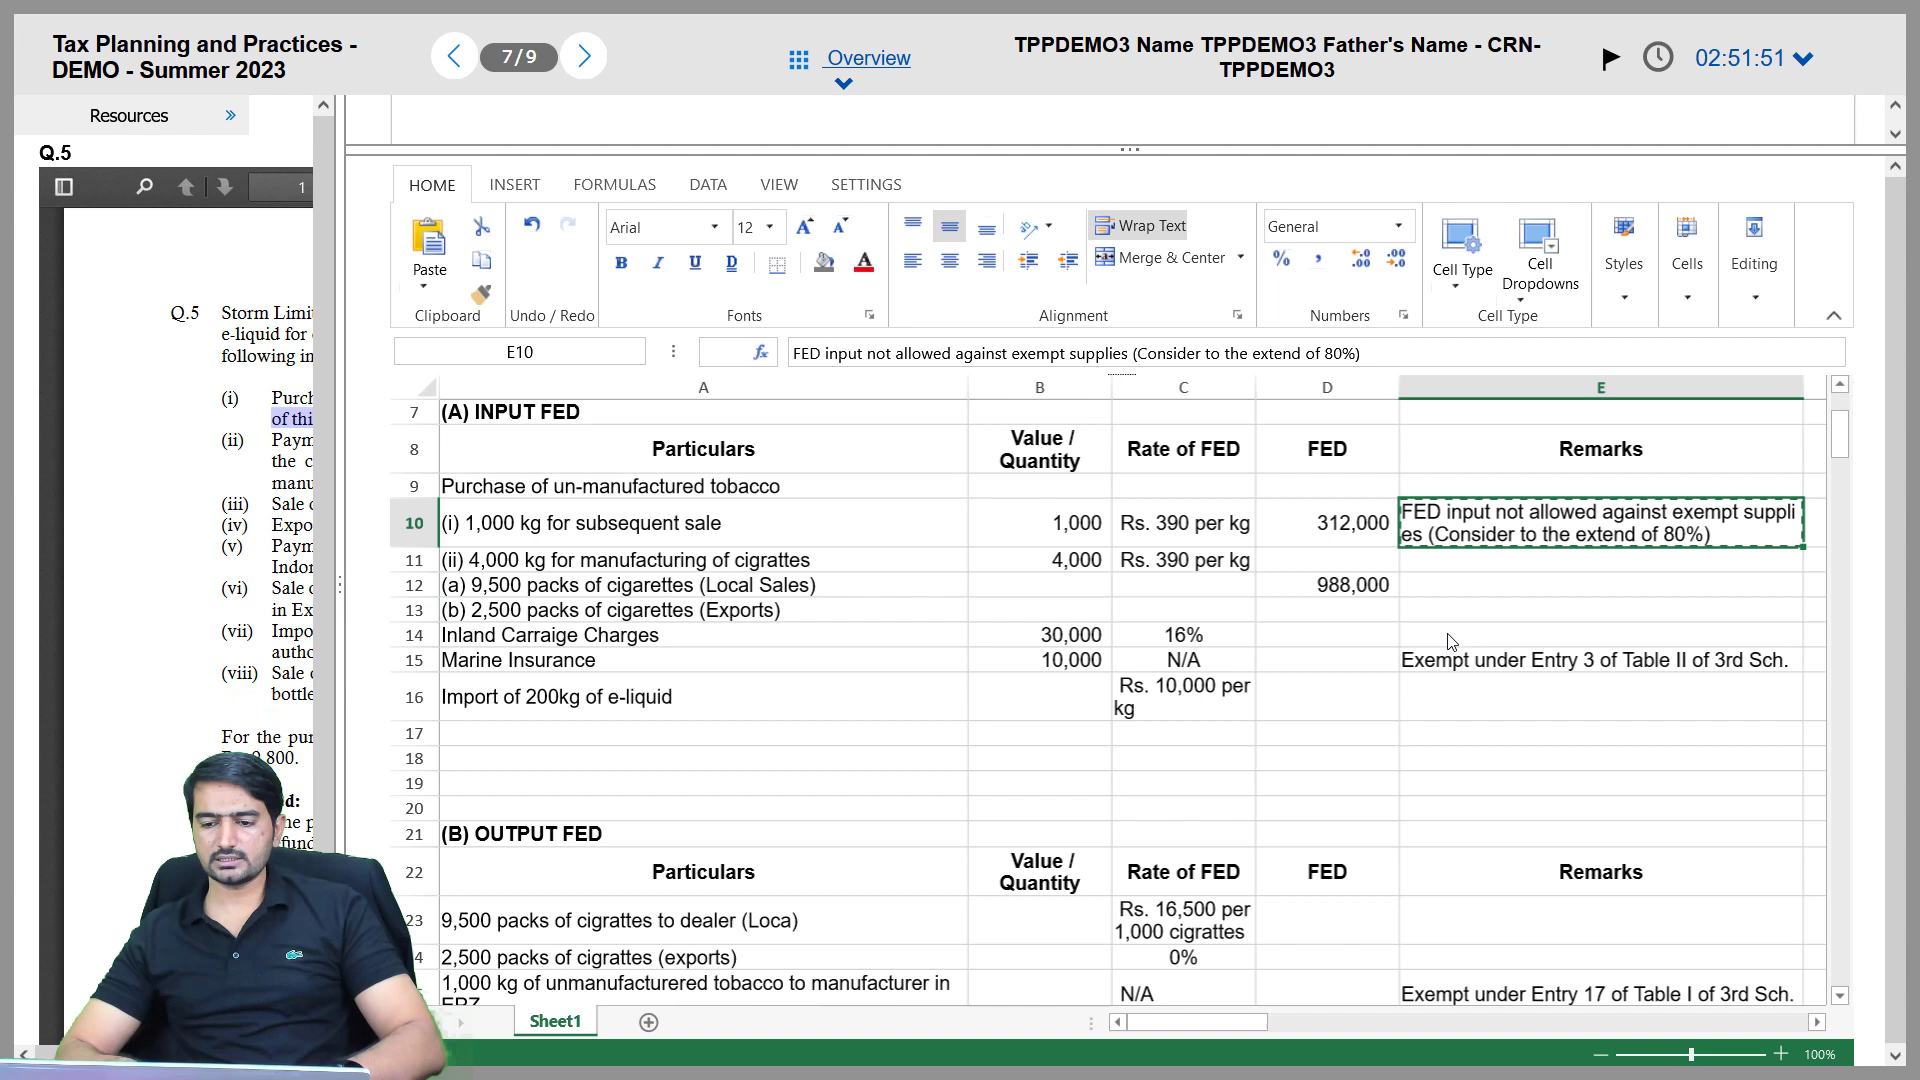 Tax Planning and Practices -
DEMO - Summer 2023
7/9
Overview
TPPDEMO3 Name TPPDEMO3 Father's Name - CRN-
TPPDEMO3
02:51:51
Resources
Q.5
1
Q.5 Storm Limi
e-liquid for
following in
(i) Purch
of thi
(ii) Paym
the c
manu
(iii) Sale
(iv) Expo
(v) Paym
Indor
(vi) Sale
in Ex
(vii) Impo
autho
(viii) Sale
bottle
For the pur
800.
ed:
he p
fund
HOME INSERT FORMULAS DATA VIEW SETTINGS
Paste
Clipboard
Undo / Redo
Arial 12
B I U D
A
Fonts
Wrap Text
Merge & Center
Alignment
General
%
Numbers
Cell Type
Cell
Dropdowns
Cell Type
Styles
Cells
Editing
E10
fx
FED input not allowed against exempt supplies (Consider to the extend of 80%)
A B C D E
7 (A) INPUT FED
8 Particulars Value /
Quantity Rate of FED FED Remarks
9 Purchase of un-manufactured tobacco
10 (i) 1,000 kg for subsequent sale 1,000 Rs. 390 per kg 312,000 FED input not allowed against exempt suppli
es (Consider to the extend of 80%)
11 (ii) 4,000 kg for manufacturing of cigrattes 4,000 Rs. 390 per kg
12 (a) 9,500 packs of cigarettes (Local Sales) 988,000
13 (b) 2,500 packs of cigarettes (Exports)
14 Inland Carraige Charges 30,000 16%
15 Marine Insurance 10,000 N/A Exempt under Entry 3 of Table II of 3rd Sch.
16 Import of 200kg of e-liquid Rs. 10,000 per
kg
17
18
19
20
21 (B) OUTPUT FED
22 Particulars Value /
Quantity Rate of FED FED Remarks
23 9,500 packs of cigrattes to dealer (Loca) Rs. 16,500 per
1,000 cigrattes
4 2,500 packs of cigrattes (exports) 0%
1,000 kg of unmanufacturered tobacco to manufacturer in
EPZ N/A Exempt under Entry 17 of Table I of 3rd Sch.
Sheet1
100%